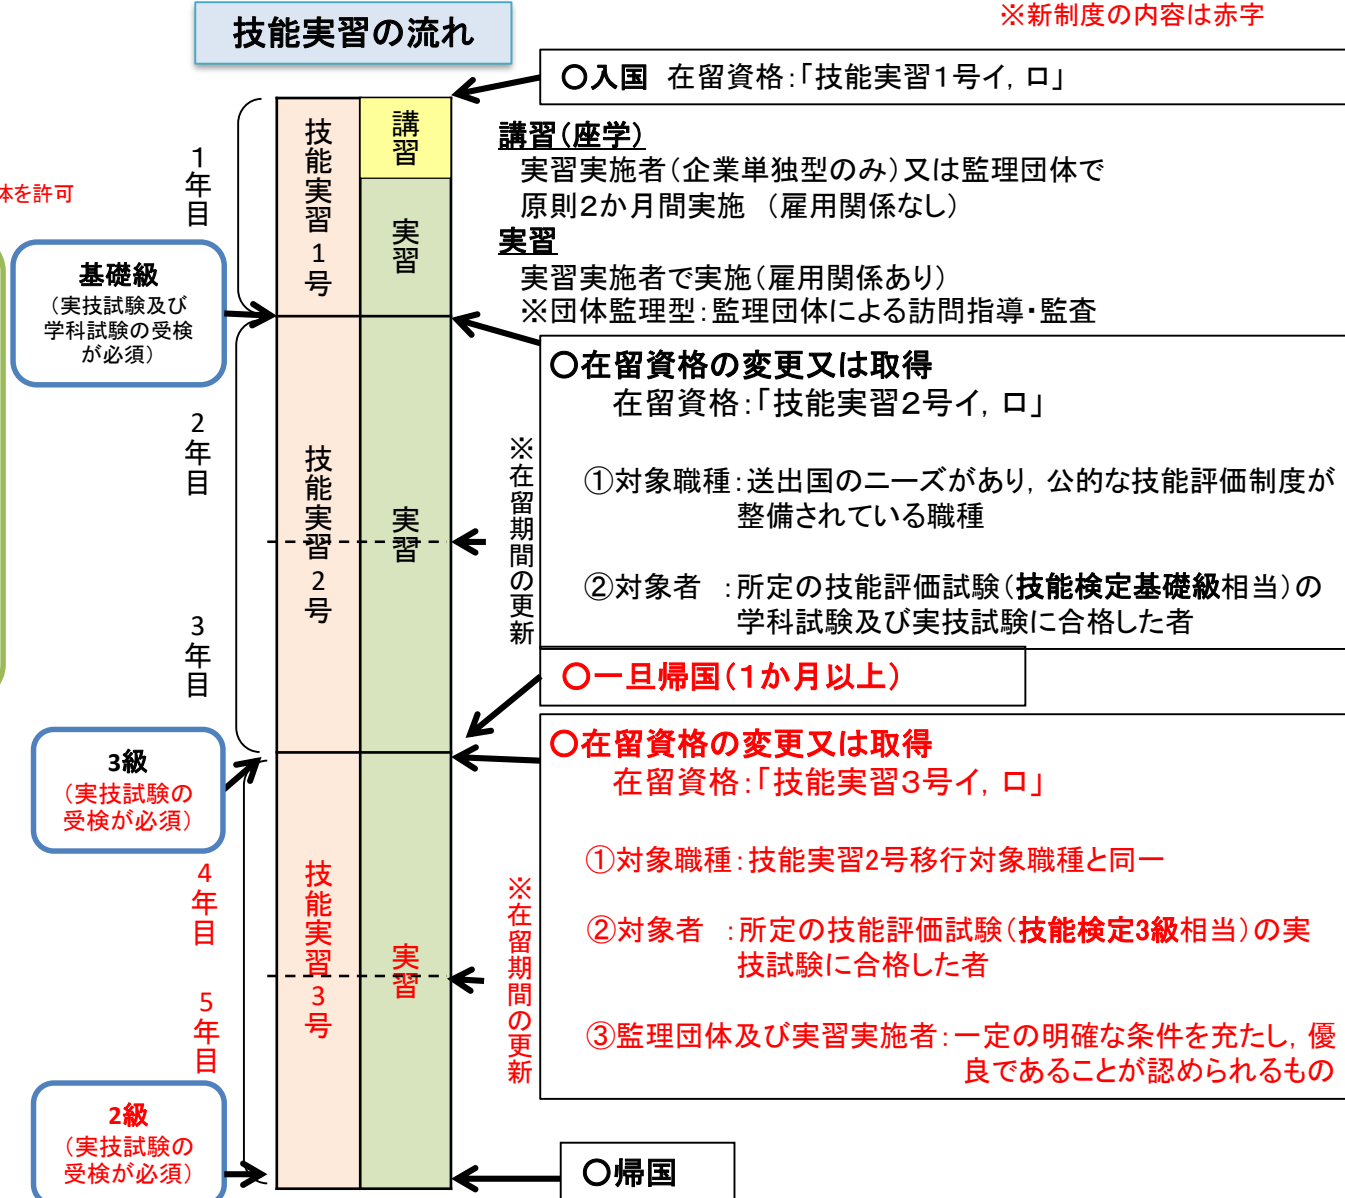 ※新制度の内容は赤字
技能実習の流れ
○入国 在留資格:「技能実習1号イ, ロ」
体を許可
1年目
技能実習1号
講習
実習
講習(座学)
実習実施者(企業単独型のみ)又は監理団体で
原則2か月間実施 (雇用関係なし)
実習
実習実施者で実施(雇用関係あり)
※団体監理型:監理団体による訪問指導・監査
基礎級
(実技試験及び
学科試験の受検
が必須)
2年目
3年目
技能実習2号
実習
※在留期間の更新
○在留資格の変更又は取得
在留資格:「技能実習2号イ, ロ」
①対象職種:送出国のニーズがあり, 公的な技能評価制度が
整備されている職種
②対象者 :所定の技能評価試験(技能検定基礎級相当)の
学科試験及び実技試験に合格した者
○一旦帰国(1か月以上)
3級
(実技試験の
受検が必須)
4年目
5年目
技能実習3号
実習
※在留期間の更新
○在留資格の変更又は取得
在留資格:「技能実習3号イ, ロ」
①対象職種:技能実習2号移行対象職種と同一
②対象者 :所定の技能評価試験(技能検定3級相当)の実
技試験に合格した者
③監理団体及び実習実施者:一定の明確な条件を充たし, 優
良であることが認められるもの
2級
(実技試験の
受検が必須)
○帰国